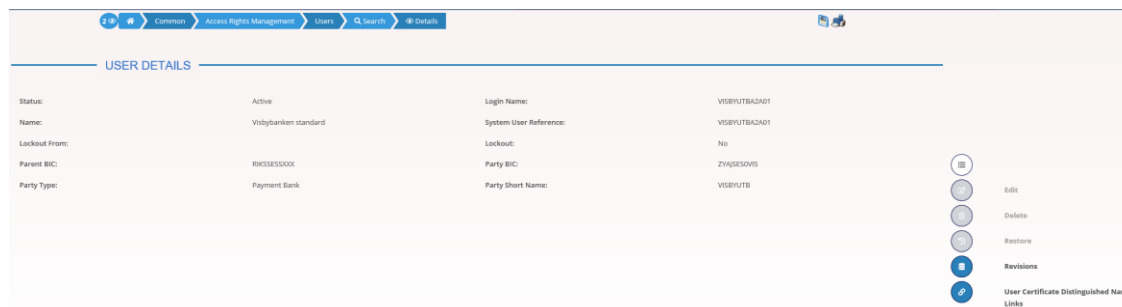 2 Common Access Rights Management Users Search Details
USER DETAILS
Status: Active Login Name: VISBYUTBA2A01
Name: Visbybanken standard System User Reference: VISBYUTBA2A01
Lockout From: Lockout: No
Parent BIC: RIKSSESSXXX Party BIC: ZYAJSES0VIS
Party Type: Payment Bank Party Short Name: VISBYUTB
Edit
Delete
Restore
Revisions
User Certificate Distinguished Na
Links